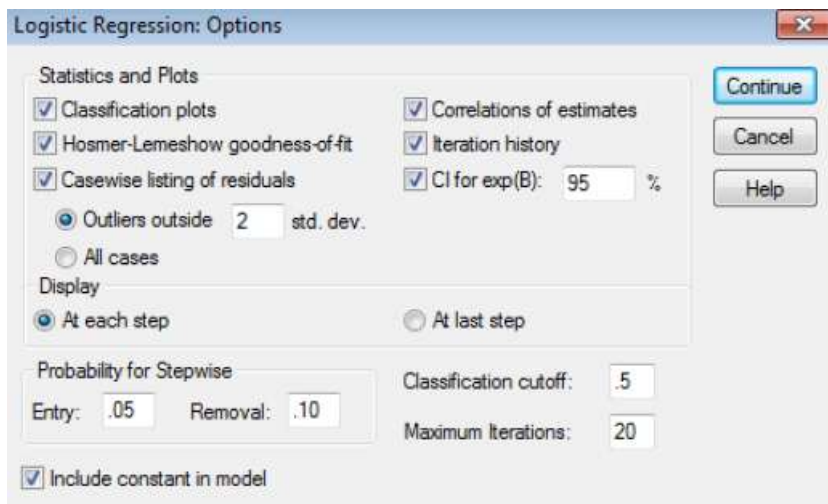 Logistic Regression: Options
Statistics and Plots
Classification plots
Correlations of estimates
Hosmer-Lemeshow goodness-of-fit
Iteration history
Casewise listing of residuals
CI for exp(B): 95 %
Outliers outside 2 std. dev.
All cases
Display
At each step
At last step
Probability for Stepwise
Entry: .05 Removal: .10
Classification cutoff: .5
Maximum Iterations: 20
Include constant in model
Continue
Cancel
Help